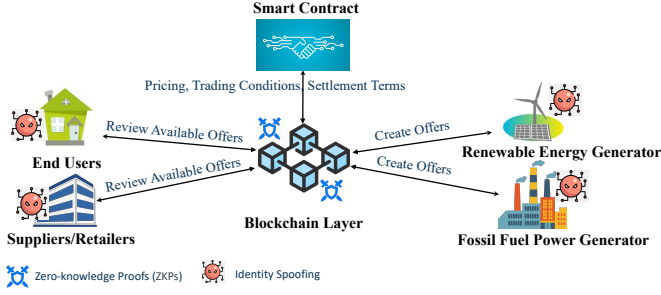 Smart Contract
Pricing, Trading Conditions, Settlement Terms
Review Available Offers
Create Offers
End Users
Renewable Energy Generator
Review Available Offers
Create Offers
Suppliers/Retailers
Blockchain Layer
Fossil Fuel Power Generator
Zero-knowledge Proofs (ZKPs)
Identity Spoofing